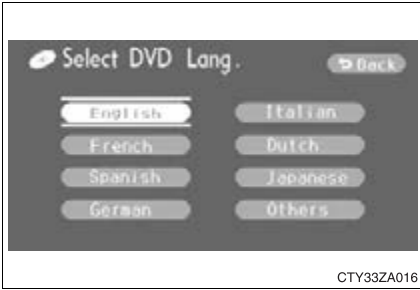 Select DVD Lang.
Back
English
Italian
French
Dutch
Spanish
Japanese
German
Others
CTY33ZA016